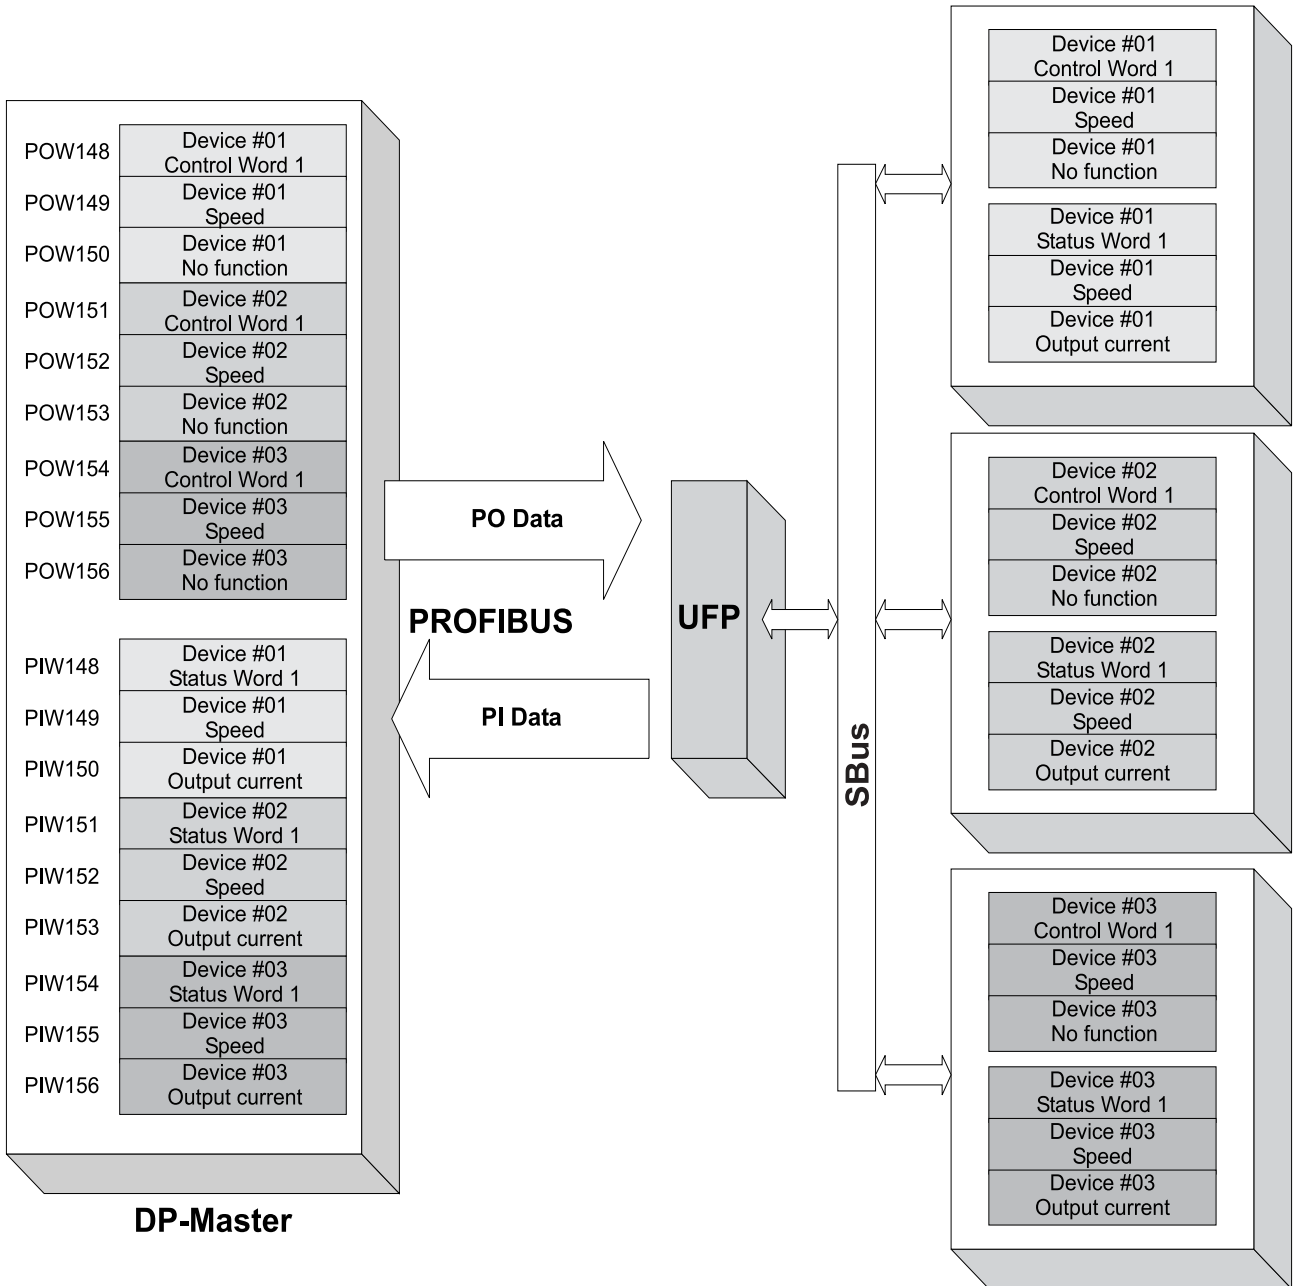 POW148
Device #01
Control Word 1
POW149
Device #01
Speed
POW150
Device #01
No function
POW151
Device #02
Control Word 1
POW152
Device #02
Speed
POW153
Device #02
No function
POW154
Device #03
Control Word 1
POW155
Device #03
Speed
POW156
Device #03
No function
PIW148
Device #01
Status Word 1
PIW149
Device #01
Speed
PIW150
Device #01
Output current
PIW151
Device #02
Status Word 1
PIW152
Device #02
Speed
PIW153
Device #02
Output current
PIW154
Device #03
Status Word 1
PIW155
Device #03
Speed
PIW156
Device #03
Output current
DP-Master
PO Data
PROFIBUS
PI Data
UFP
SBus
Device #01
Control Word 1
Device #01
Speed
Device #01
No function
Device #01
Status Word 1
Device #01
Speed
Device #01
Output current
Device #02
Control Word 1
Device #02
Speed
Device #02
No function
Device #02
Status Word 1
Device #02
Speed
Device #02
Output current
Device #03
Control Word 1
Device #03
Speed
Device #03
No function
Device #03
Status Word 1
Device #03
Speed
Device #03
Output current